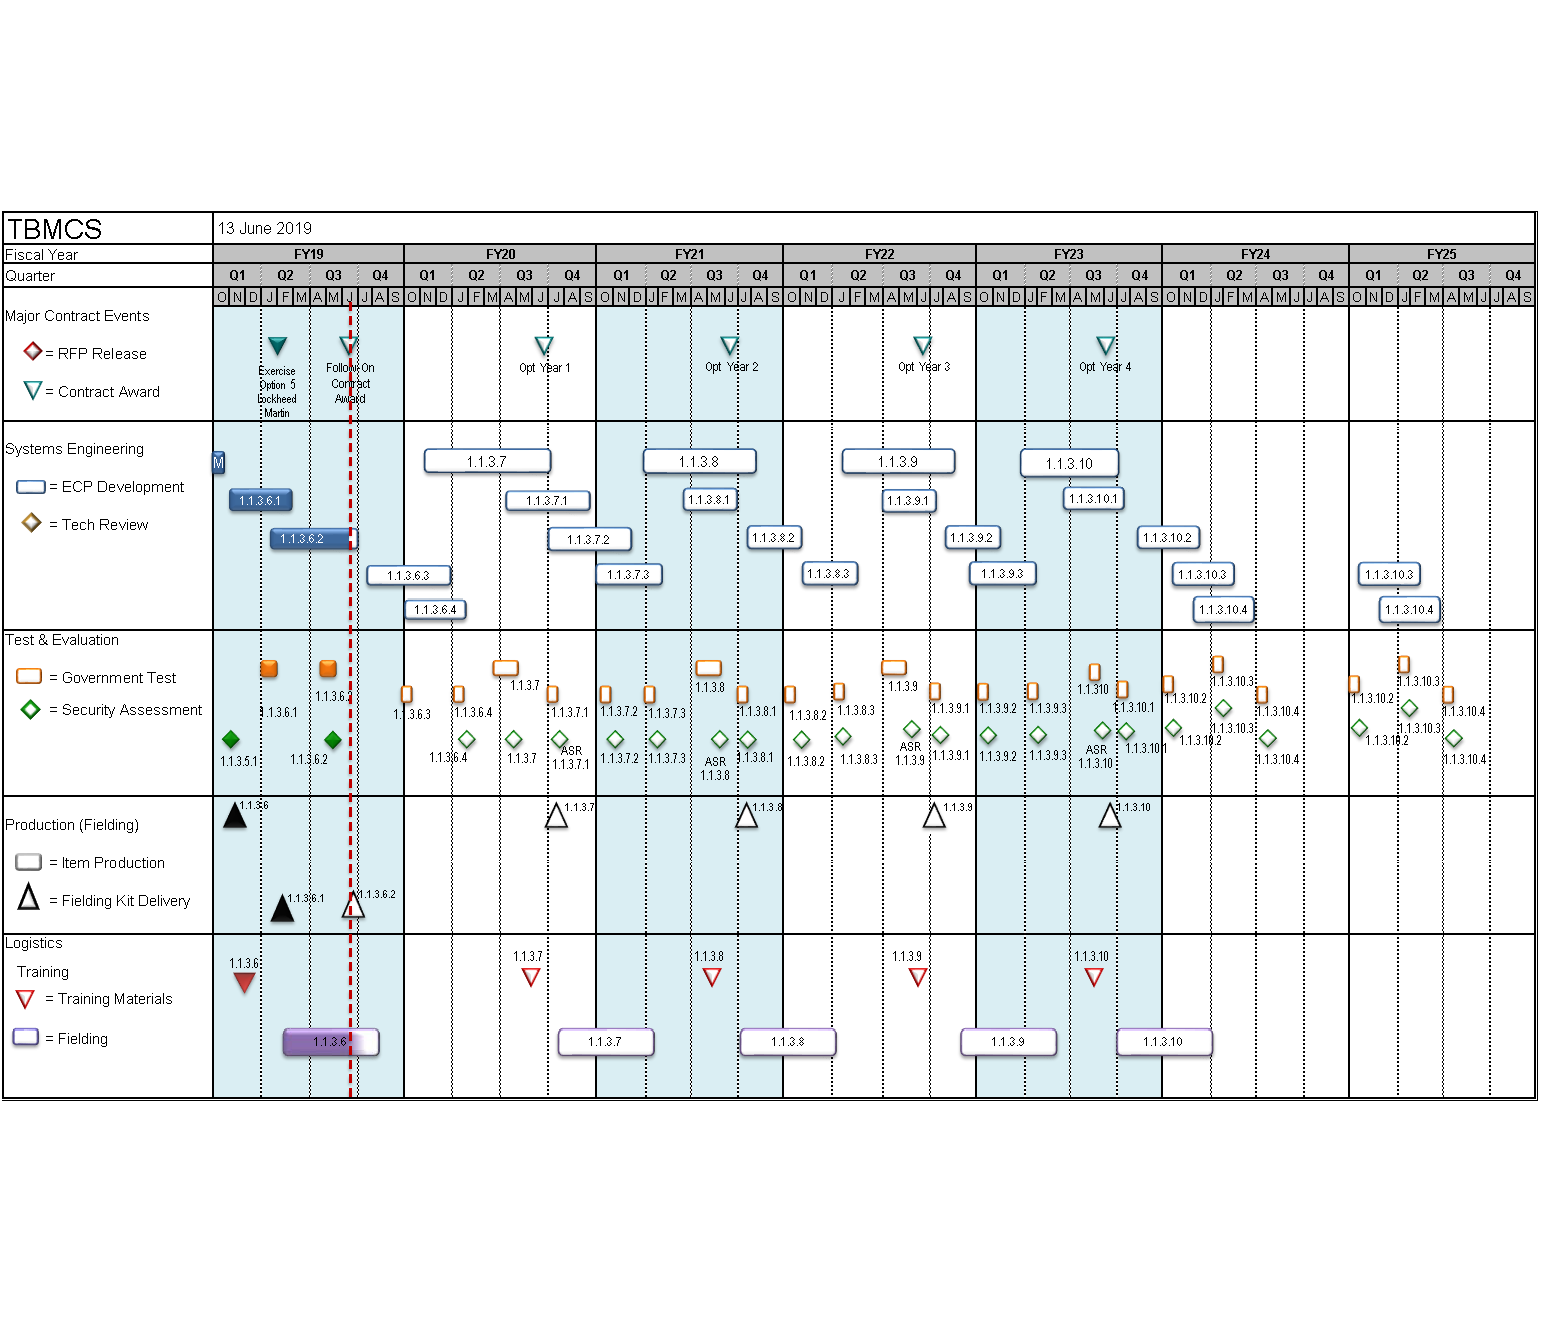 TBMCS
13 June 2019
Fiscal Year FY19 FY20 FY21 FY22 FY23 FY24 FY25
Quarter Q1 Q2 Q3 Q4 Q1 Q2 Q3 Q4 Q1 Q2 Q3 Q4 Q1 Q2 Q3 Q4 Q1 Q2 Q3 Q4 Q1 Q2 Q3 Q4 Q1 Q2 Q3 Q4
O N D J F M A M J J A S O N D J F M A M J J A S O N D J F M A M J J A S O N D J F M A M J J A S O N D J F M A M J J A S O N D J F M A M J J A S O N D J F M A M J J A S
Major Contract Events
= RFP Release
= Contract Award
Exercise
Option 5
Lockheed
Martin
Follow-On
Contract
Award
Opt Year 1
Opt Year 2
Opt Year 3
Opt Year 4
Systems Engineering
= ECP Development
= Tech Review
M
1.1.3.7
1.1.3.8
1.1.3.9
1.1.3.10
1.1.3.6.1
1.1.3.7.1
1.1.3.8.1
1.1.3.9.1
1.1.3.10.1
1.1.3.6.2
1.1.3.7.2
1.1.3.8.2
1.1.3.9.2
1.1.3.10.2
1.1.3.6.3
1.1.3.7.3
1.1.3.8.3
1.1.3.9.3
1.1.3.10.3
1.1.3.10.3
1.1.3.6.4
1.1.3.10.4
1.1.3.10.4
Test & Evaluation
= Government Test
= Security Assessment
1.1.3.6.1
1.1.3.6.2
1.1.3.6.3
1.1.3.6.4
1.1.3.7
1.1.3.7.1
1.1.3.7.2
1.1.3.7.3
1.1.3.8
1.1.3.8.1
1.1.3.8.2
1.1.3.8.3
1.1.3.9
1.1.3.9.1
1.1.3.9.2
1.1.3.9.3
1.1.310
1.1.3.10.1
1.1.3.10.2
1.1.3.10.3
1.1.3.10.4
1.1.3.10.2
1.1.3.10.3
1.1.3.10.4
1.1.3.5.1
1.1.3.6.2
1.1.3.6.4
1.1.3.7
ASR
1.1.3.7.1
1.1.3.7.2
1.1.3.7.3
ASR
1.1.3.8
1.1.3.8.1
1.1.3.8.2
1.1.3.8.3
ASR
1.1.3.9
1.1.3.9.1
1.1.3.9.2
1.1.3.9.3
ASR
1.1.3.10
1.1.3.10.1
1.1.3.10.2
1.1.3.10.3
1.1.3.10.4
1.1.3.10.2
1.1.3.10.3
1.1.3.10.4
Production (Fielding)
= Item Production
= Fielding Kit Delivery
1.1.3.6
1.1.3.7
1.1.3.8
1.1.3.9
1.1.3.10
1.1.3.6.1
1.1.3.6.2
Logistics
Training
= Training Materials
= Fielding
1.1.3.6
1.1.3.7
1.1.3.8
1.1.3.9
1.1.3.10
1.1.3.6
1.1.3.7
1.1.3.8
1.1.3.9
1.1.3.10